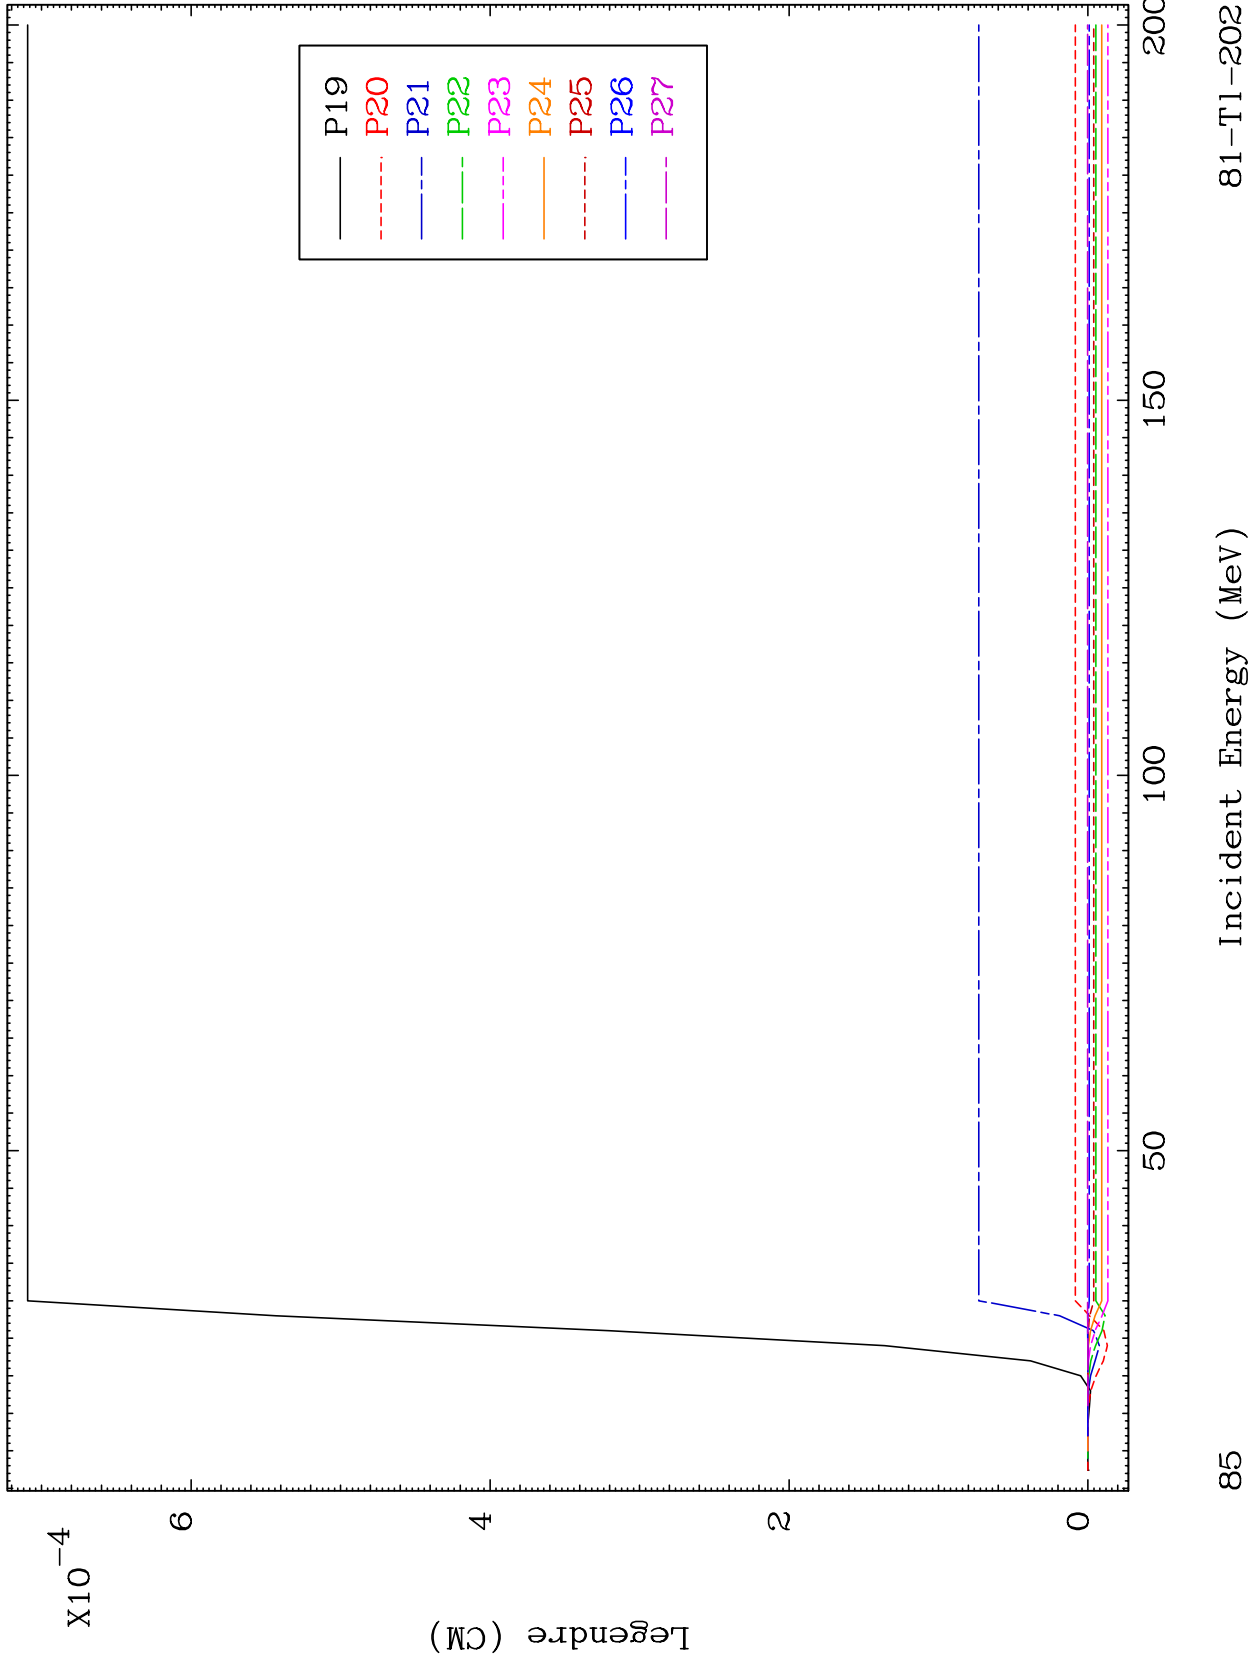 X10-4
Legendre (CM)
6
4
2
0
P19
P20
P21
P22
P23
P24
P25
P26
P27
50
100
150
200
Incident Energy (MeV)
85
81-Tl-202